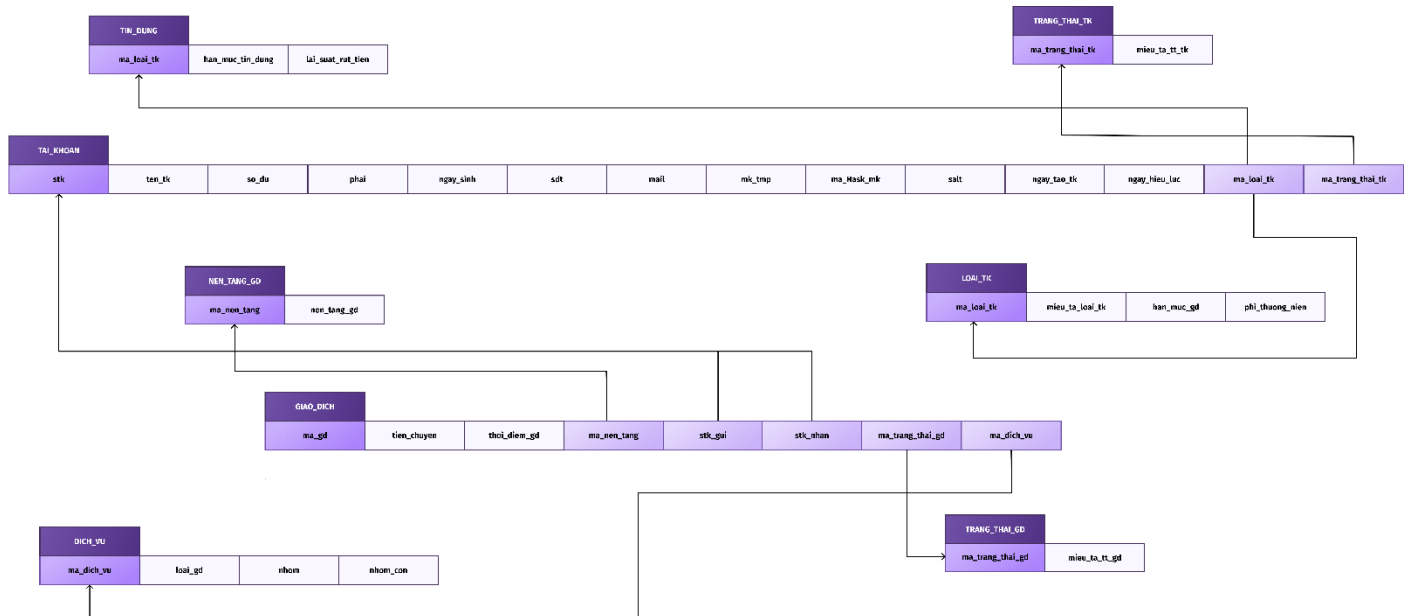 TIN_DUNG
ma_loai_tk han_muc_tin_dung lai_suat_rut_tien
TRANG_THAI_TK
ma_trang_thai_tk mieu_ta_tt_tk
TAI_KHOAN
stk ten_tk so_du phai ngay_sinh sdt mail mk_tmp ma_Hask_mk salt ngay_tao_tk ngay_hieu_luc ma_loai_tk ma_trang_thai_tk
NEN_TANG_GD
ma_nen_tang nen_tang_gd
LOAI_TK
ma_loai_tk mieu_ta_loai_tk han_muc_gd phi_thuong_nien
GIAO_DICH
ma_gd tien_chuyen thoi_diem_gd ma_nen_tang stk_gui stk_nhan ma_trang_thai_gd ma_dich_vu
TRANG_THAI_GD
ma_trang_thai_gd mieu_ta_tt_gd
DICH_VU
ma_dich_vu loai_gd nhom nhom_con